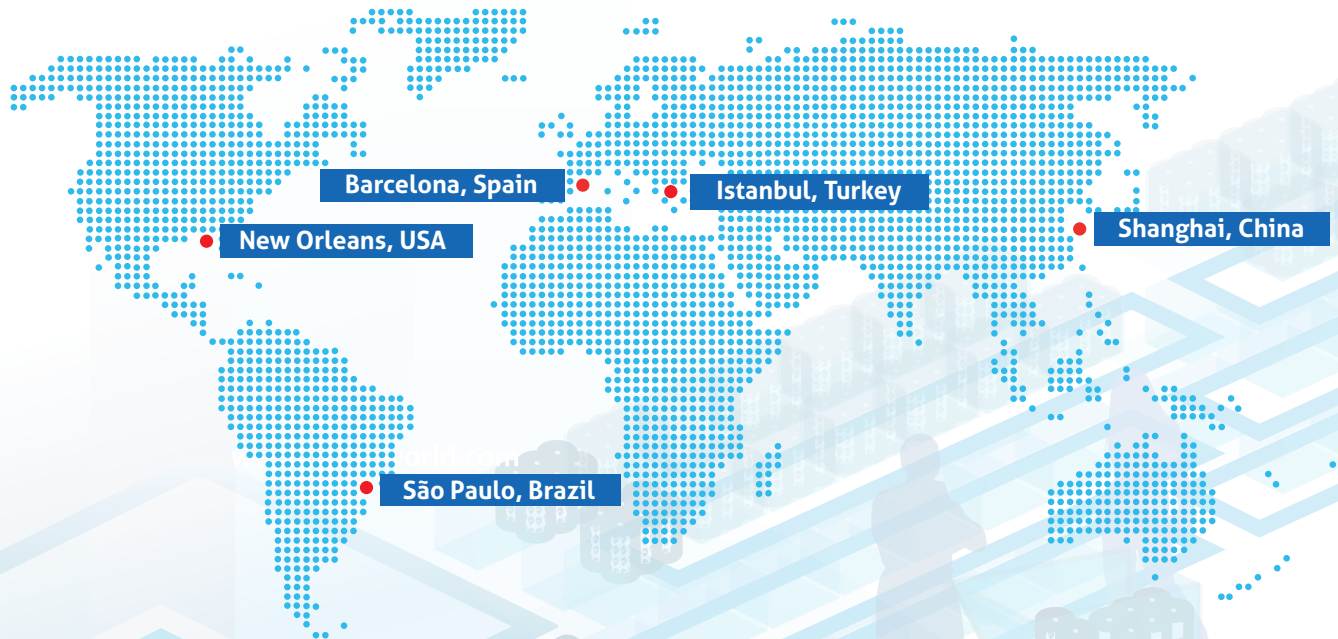 Barcelona, Spain
Istanbul, Turkey
New Orleans, USA
Shanghai, China
São Paulo, Brazil